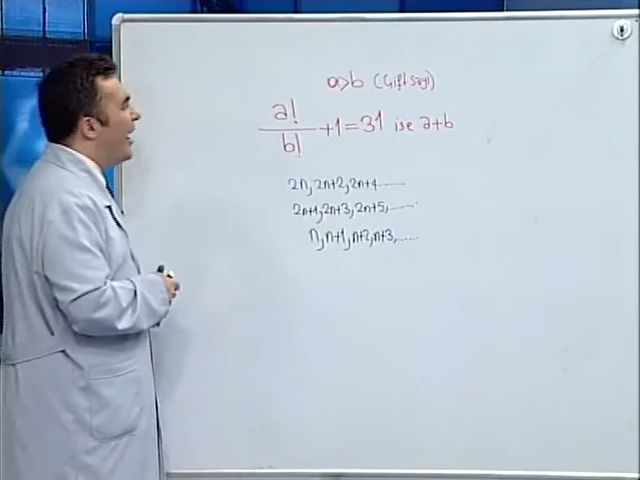 a>b (Çift sayı)
a!/b! +1=31 ise a+b
2n, 2n+2, 2n+4........
2n+1, 2n+3, 2n+5,........
n, n+1, n+2, n+3,......